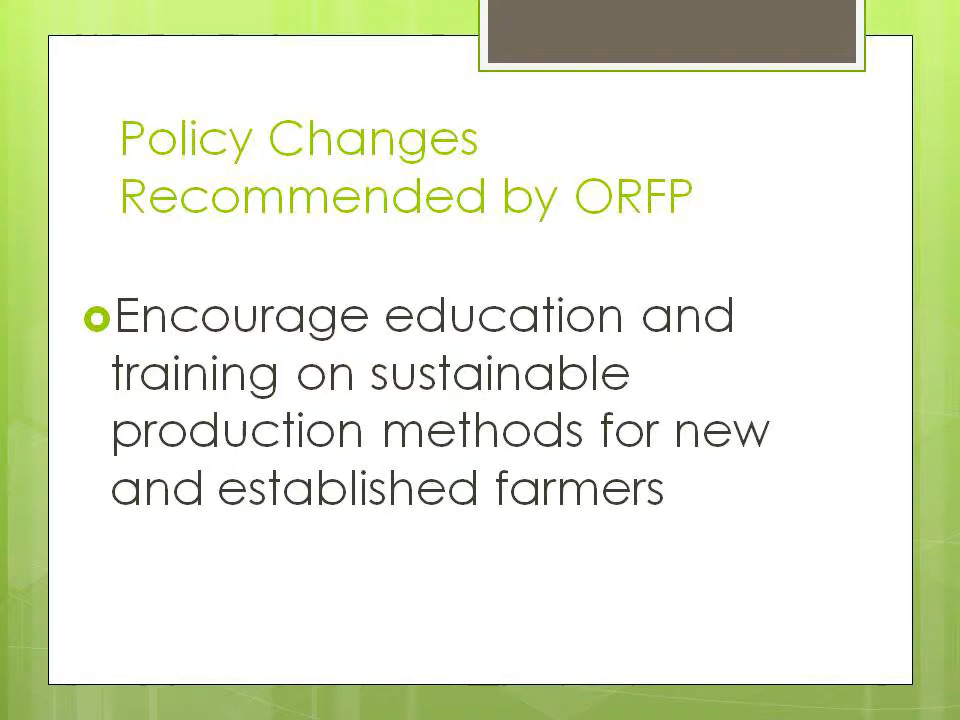 Policy Changes
Recommended by ORFP
Encourage education and
training on sustainable
production methods for new
and established farmers